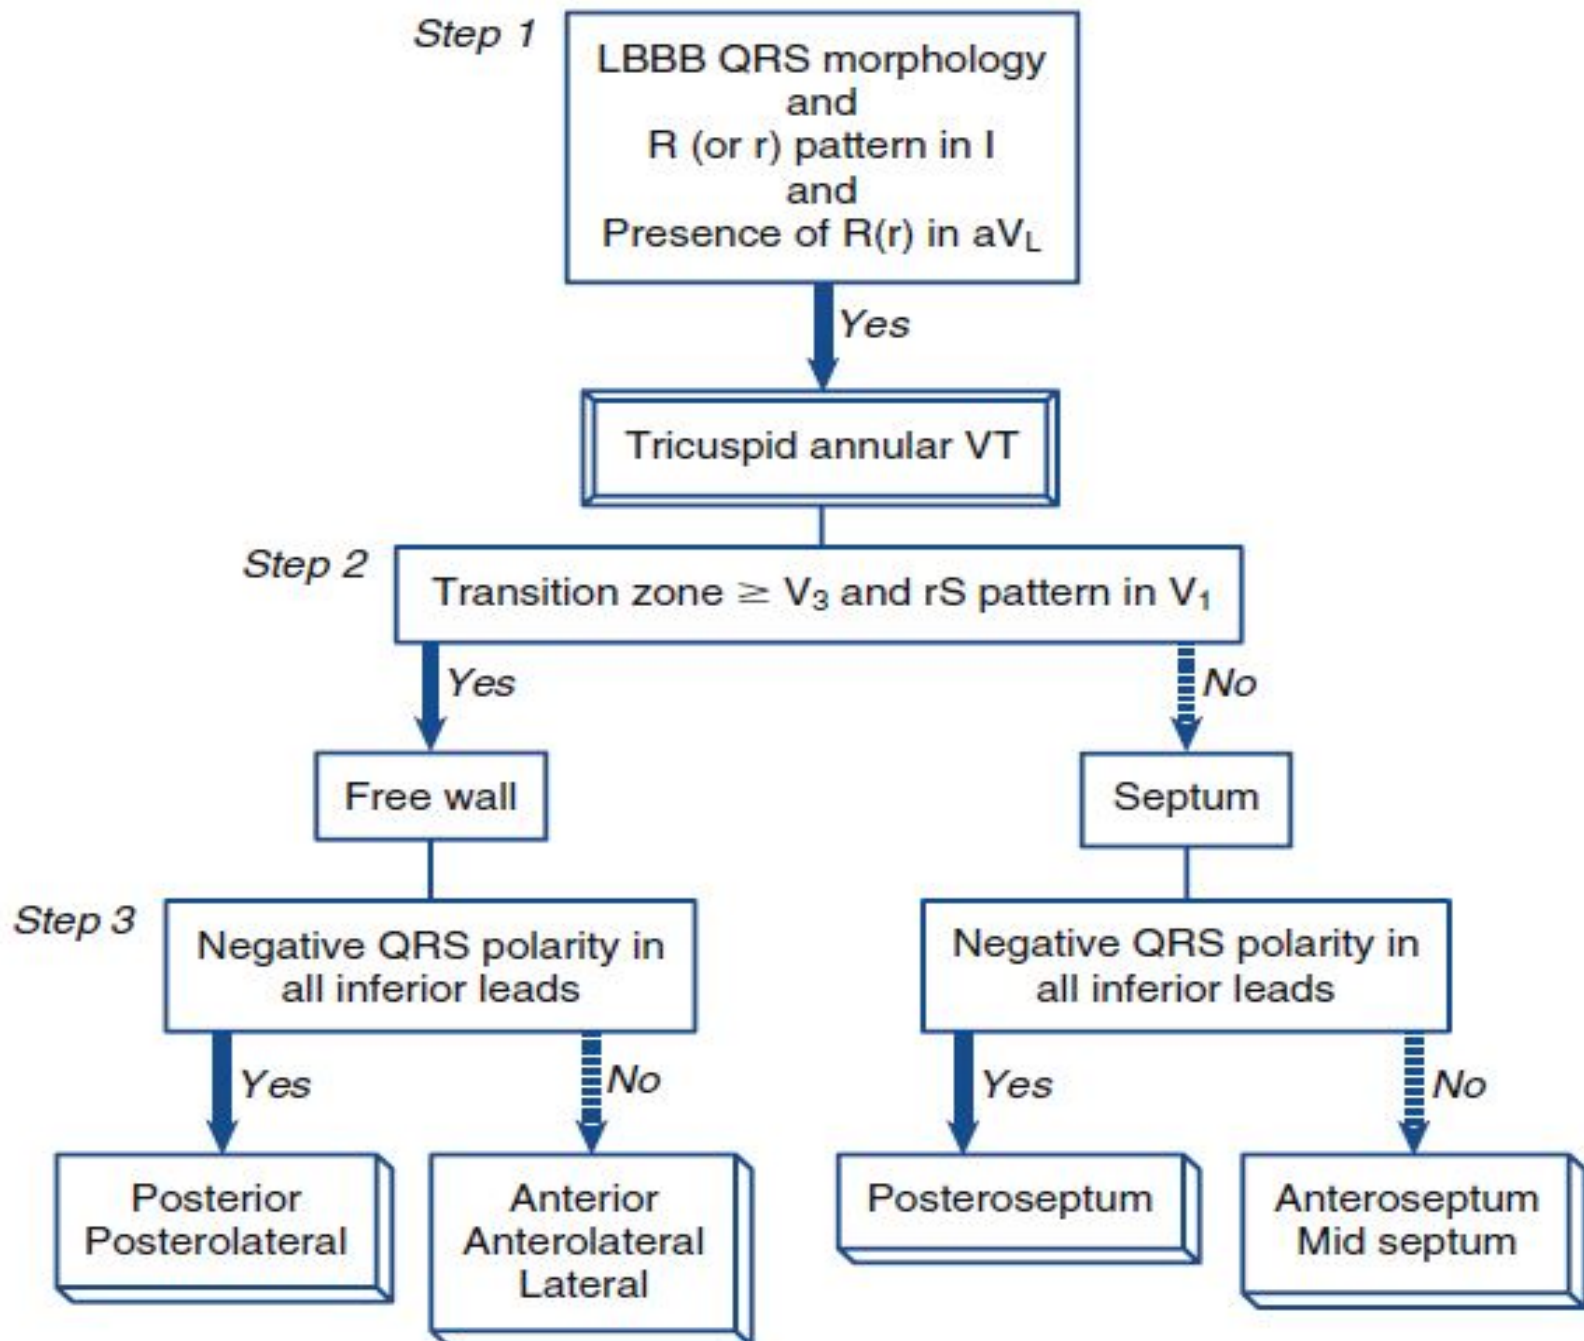 Step 1
LBBB QRS morphology
and
R (or r) pattern in I
and
Presence of R(r) in aVL
Yes
Tricuspid annular VT
Step 2
Transition zone ≥ V3 and rS pattern in V1
Yes
No
Free wall
Septum
Step 3
Negative QRS polarity in
all inferior leads
Negative QRS polarity in
all inferior leads
Yes
No
Yes
No
Posterior
Posterolateral
Anterior
Anterolateral
Lateral
Posteroseptum
Anteroseptum
Mid septum